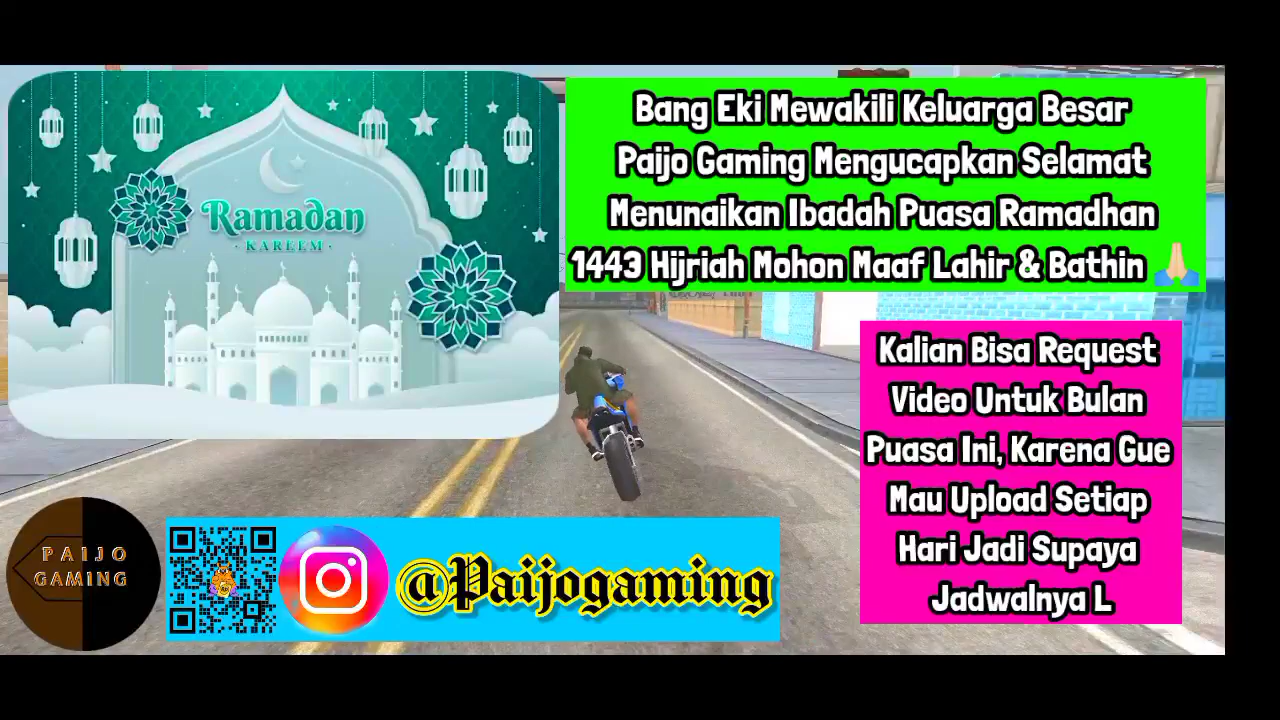 Ramadan
• KAREEM •
Bang Eki Mewakili Keluarga Besar
Paijo Gaming Mengucapkan Selamat
Menunaikan Ibadah Puasa Ramadhan
1443 Hijriah Mohon Maaf Lahir & Bathin 🙏🏻
Kalian Bisa Request
Video Untuk Bulan
Puasa Ini, Karena Gue
Mau Upload Setiap
Hari Jadi Supaya
Jadwalnya L
PAIJO
GAMING
@Paijogaming